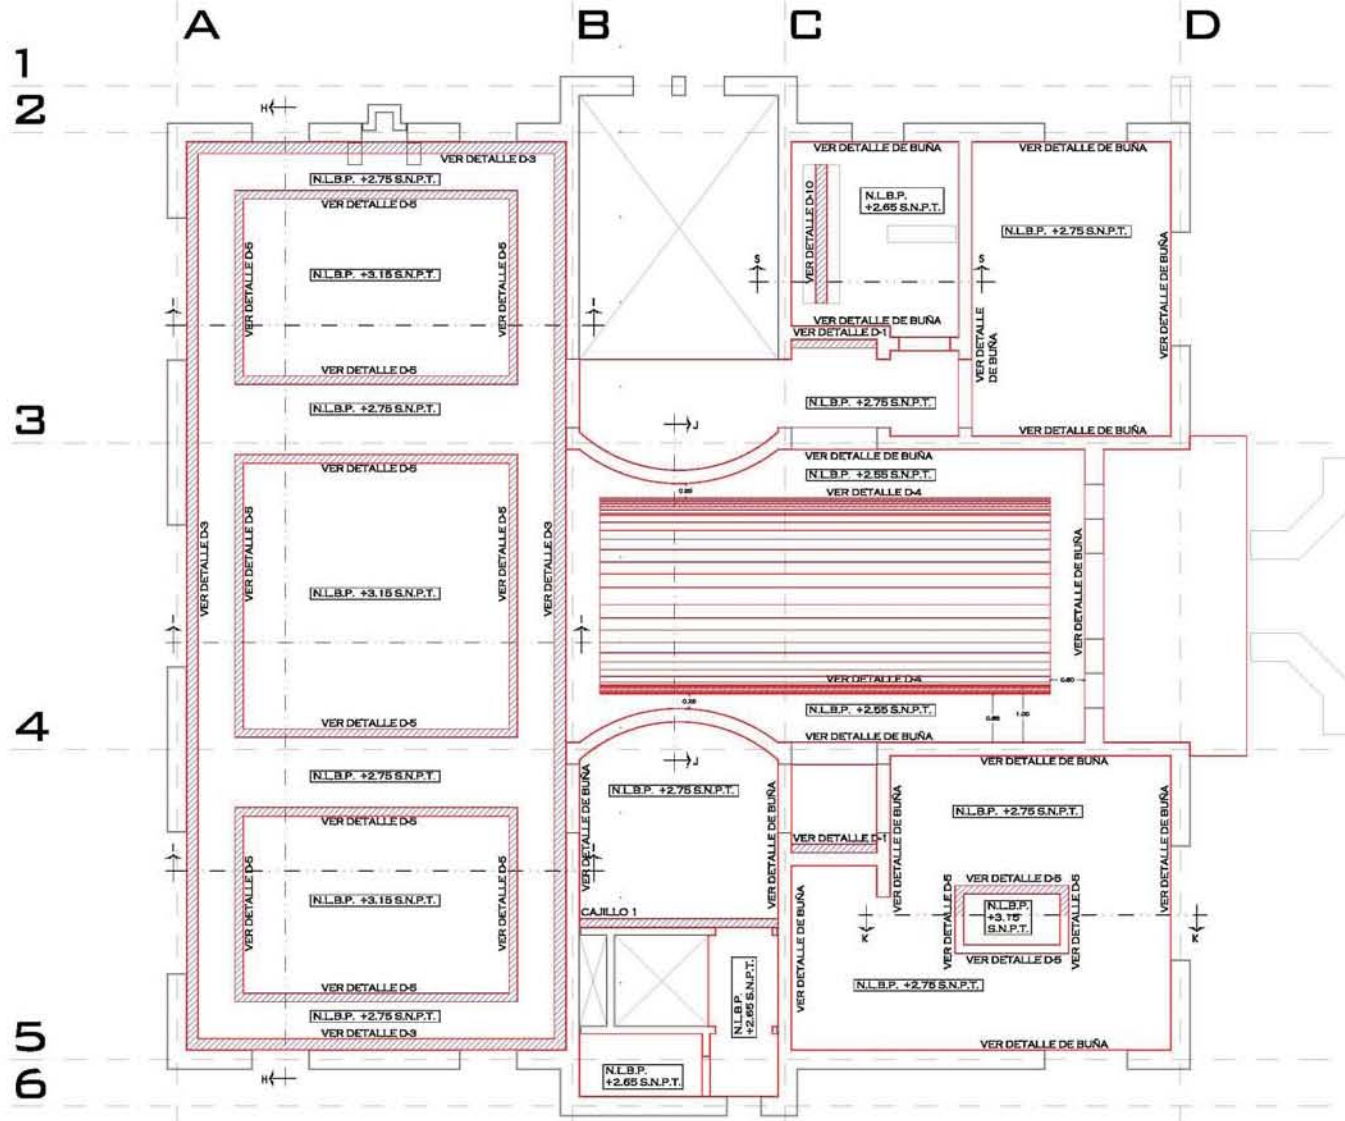 A
B
C
D
1
2
3
4
5
6
H
VER DETALLE D-3
N.L.B.P. +2.75 S.N.P.T.
VER DETALLE D-5
VER DETALLE D-5
VER DETALLE D-5
N.L.B.P. +3.15 S.N.P.T.
VER DETALLE D-5
I
I
N.L.B.P. +2.75 S.N.P.T.
VER DETALLE D-5
VER DETALLE D-5
VER DETALLE D-5
VER DETALLE D-3
VER DETALLE D-3
N.L.B.P. +3.15 S.N.P.T.
I
I
VER DETALLE D-5
N.L.B.P. +2.75 S.N.P.T.
VER DETALLE D-5
VER DETALLE D-5
VER DETALLE D-5
I
I
N.L.B.P. +3.15 S.N.P.T.
VER DETALLE D-5
N.L.B.P. +2.75 S.N.P.T.
VER DETALLE D-3
H
VER DETALLE DE BUÑA
VER DETALLE DE BUÑA
VER DETALLE D-10
N.L.B.P.
+2.65 S.N.P.T.
N.L.B.P. +2.75 S.N.P.T.
S
S
VER DETALLE DE BUÑA
VER DETALLE DE BUÑA
VER DETALLE D-1
VER DETALLE
DE BUÑA
N.L.B.P. +2.75 S.N.P.T.
J
VER DETALLE DE BUÑA
VER DETALLE DE BUÑA
N.L.B.P. +2.55 S.N.P.T.
VER DETALLE D-4
VER DETALLE DE BUÑA
VER DETALLE D-4
0.60
N.L.B.P. +2.55 S.N.P.T.
1.00
VER DETALLE DE BUÑA
J
VER DETALLE DE BUÑA
N.L.B.P. +2.75 S.N.P.T.
VER DETALLE DE BUÑA
VER DETALLE DE BUÑA
CAJILLO 1
VER DETALLE D-1
VER DETALLE DE BUÑA
N.L.B.P. +2.75 S.N.P.T.
VER DETALLE DE BUÑA
VER DETALLE DE BUÑA
VER DETALLE D-5
VER DETALLE D-5
VER DETALLE D-5
N.L.B.P.
+3.15
S.N.P.T.
VER DETALLE D-5
K
K
VER DETALLE DE BUÑA
N.L.B.P. +2.75 S.N.P.T.
N.L.B.P.
+2.65 S.N.P.T.
VER DETALLE DE BUÑA
N.L.B.P.
+2.65 S.N.P.T.